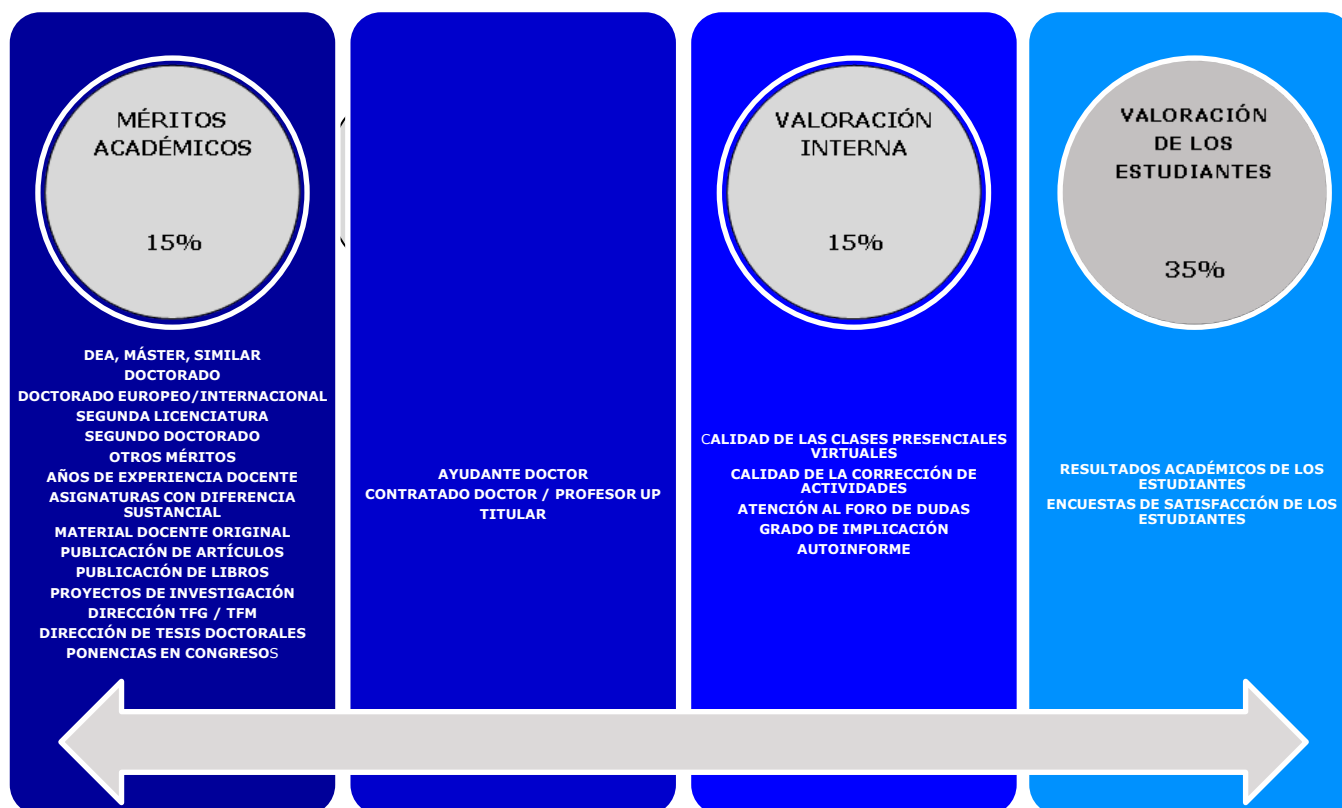 MÉRITOS
ACADÉMICOS
15%
DEA, MÁSTER, SIMILAR
DOCTORADO
DOCTORADO EUROPEO/INTERNACIONAL
SEGUNDA LICENCIATURA
SEGUNDO DOCTORADO
OTROS MÉRITOS
AÑOS DE EXPERIENCIA DOCENTE
ASIGNATURAS CON DIFERENCIA
SUSTANCIAL
MATERIAL DOCENTE ORIGINAL
PUBLICACIÓN DE ARTÍCULOS
PUBLICACIÓN DE LIBROS
PROYECTOS DE INVESTIGACIÓN
DIRECCIÓN TFG / TFM
DIRECCIÓN DE TESIS DOCTORALES
PONENCIAS EN CONGRESOS
AYUDANTE DOCTOR
CONTRATADO DOCTOR / PROFESOR UP
TITULAR
VALORACIÓN
INTERNA
15%
CALIDAD DE LAS CLASES PRESENCIALES
VIRTUALES
CALIDAD DE LA CORRECCIÓN DE
ACTIVIDADES
ATENCIÓN AL FORO DE DUDAS
GRADO DE IMPLICACIÓN
AUTOINFORME
VALORACIÓN
DE LOS
ESTUDIANTES
35%
RESULTADOS ACADÉMICOS DE LOS
ESTUDIANTES
ENCUESTAS DE SATISFACCIÓN DE LOS
ESTUDIANTES